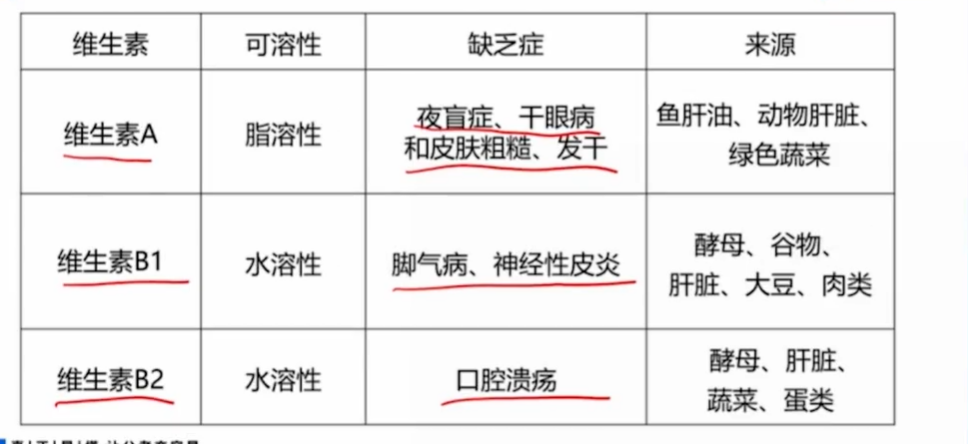 维生素 可溶性 缺乏症 来源
维生素A 脂溶性 夜盲症、干眼病
和皮肤粗糙、发干 鱼肝油、动物肝脏、
绿色蔬菜
维生素B1 水溶性 脚气病、神经性皮炎 酵母、谷物、
肝脏、大豆、肉类
维生素B2 水溶性 口腔溃疡 酵母、肝脏、
蔬菜、蛋类